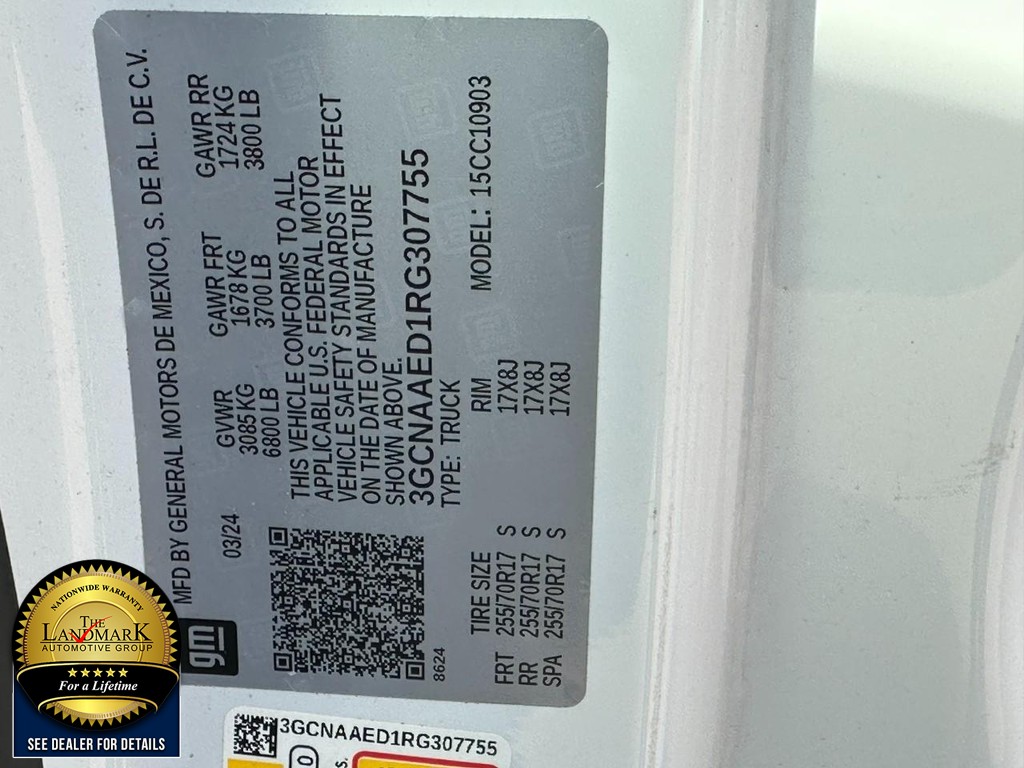 MFD BY GENERAL MOTORS DE MEXICO, S. DE R.L. DE C.V.
gm
03/24
GVWR GAWR FRT GAWR RR
3085 KG 1678 KG 1724 KG
6800 LB 3700 LB 3800 LB
THIS VEHICLE CONFORMS TO ALL
APPLICABLE U.S. FEDERAL MOTOR
VEHICLE SAFETY STANDARDS IN EFFECT
ON THE DATE OF MANUFACTURE
SHOWN ABOVE.
3GCNAAED1RG307755
8624
TYPE: TRUCK
TIRE SIZE RIM MODEL: 15CC10903
FRT 255/70R17 S 17X8J
RR 255/70R17 S 17X8J
SPA 255/70R17 S 17X8J
3GCNAAED1RG307755
NATIONWIDE WARRANTY
THE
LANDMARK
AUTOMOTIVE GROUP
For a Lifetime
SEE DEALER FOR DETAILS